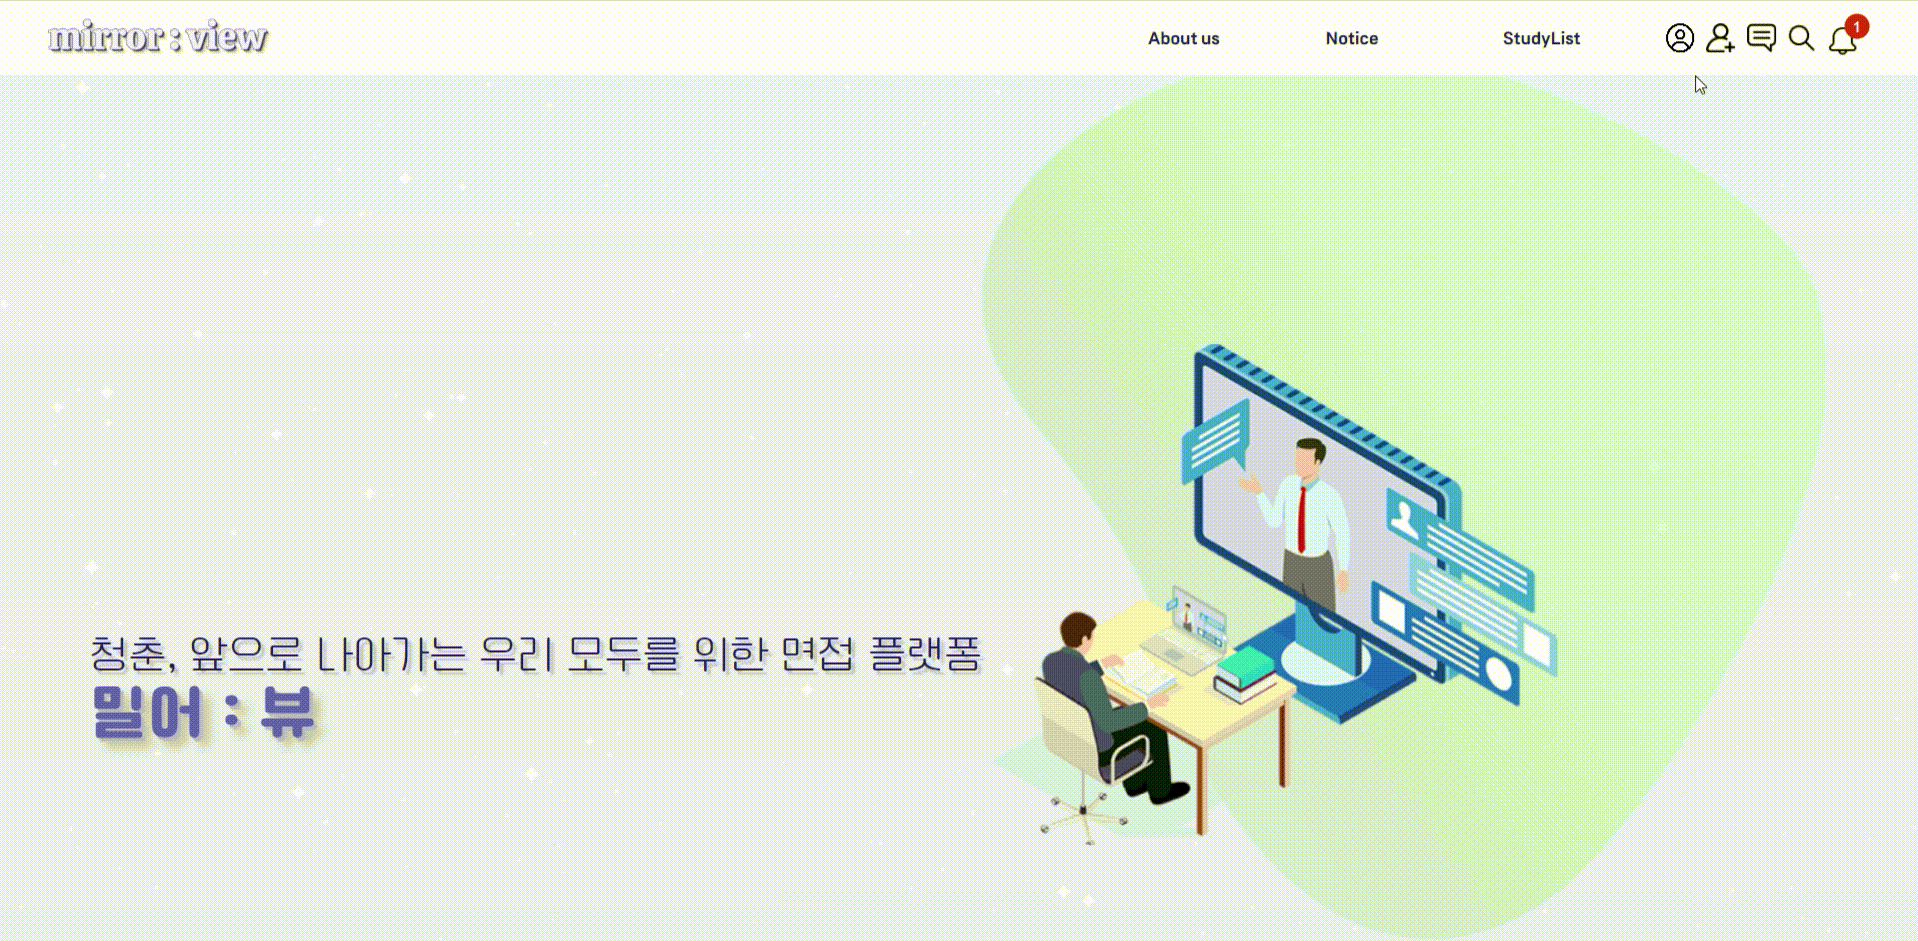 mirror : view
About us
Notice
StudyList
1
청춘, 앞으로 나아가는 우리 모두를 위한 면접 플랫폼
밀어 : 뷰